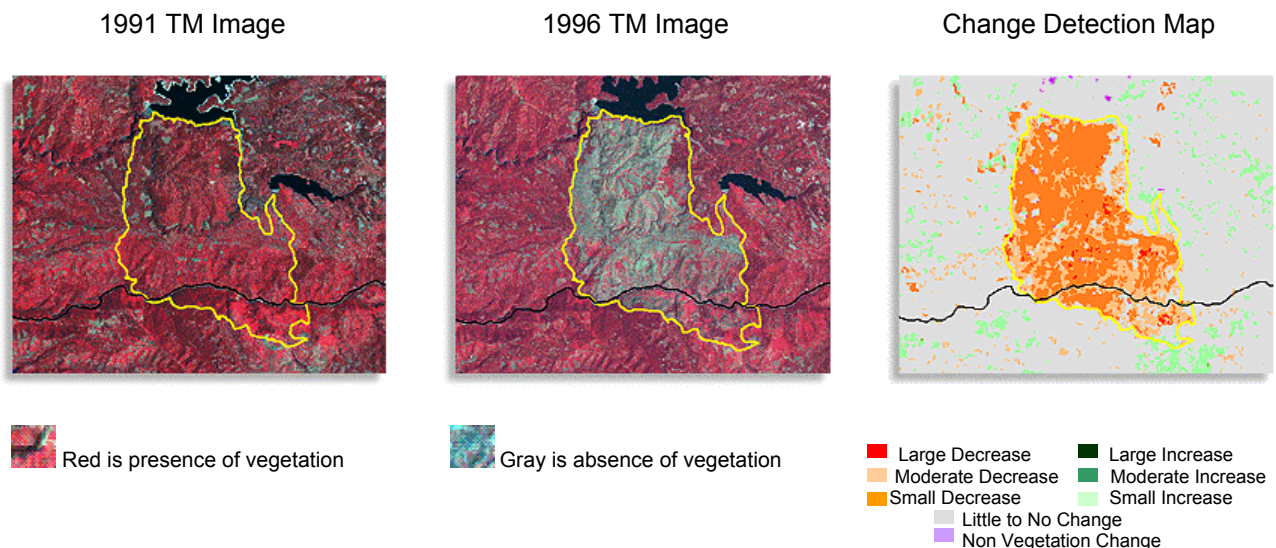 1991 TM Image
1996 TM Image
Change Detection Map
Red is presence of vegetation
Gray is absence of vegetation
Large Decrease
Large Increase
Moderate Decrease
Moderate Increase
Small Decrease
Small Increase
Little to No Change
Non Vegetation Change